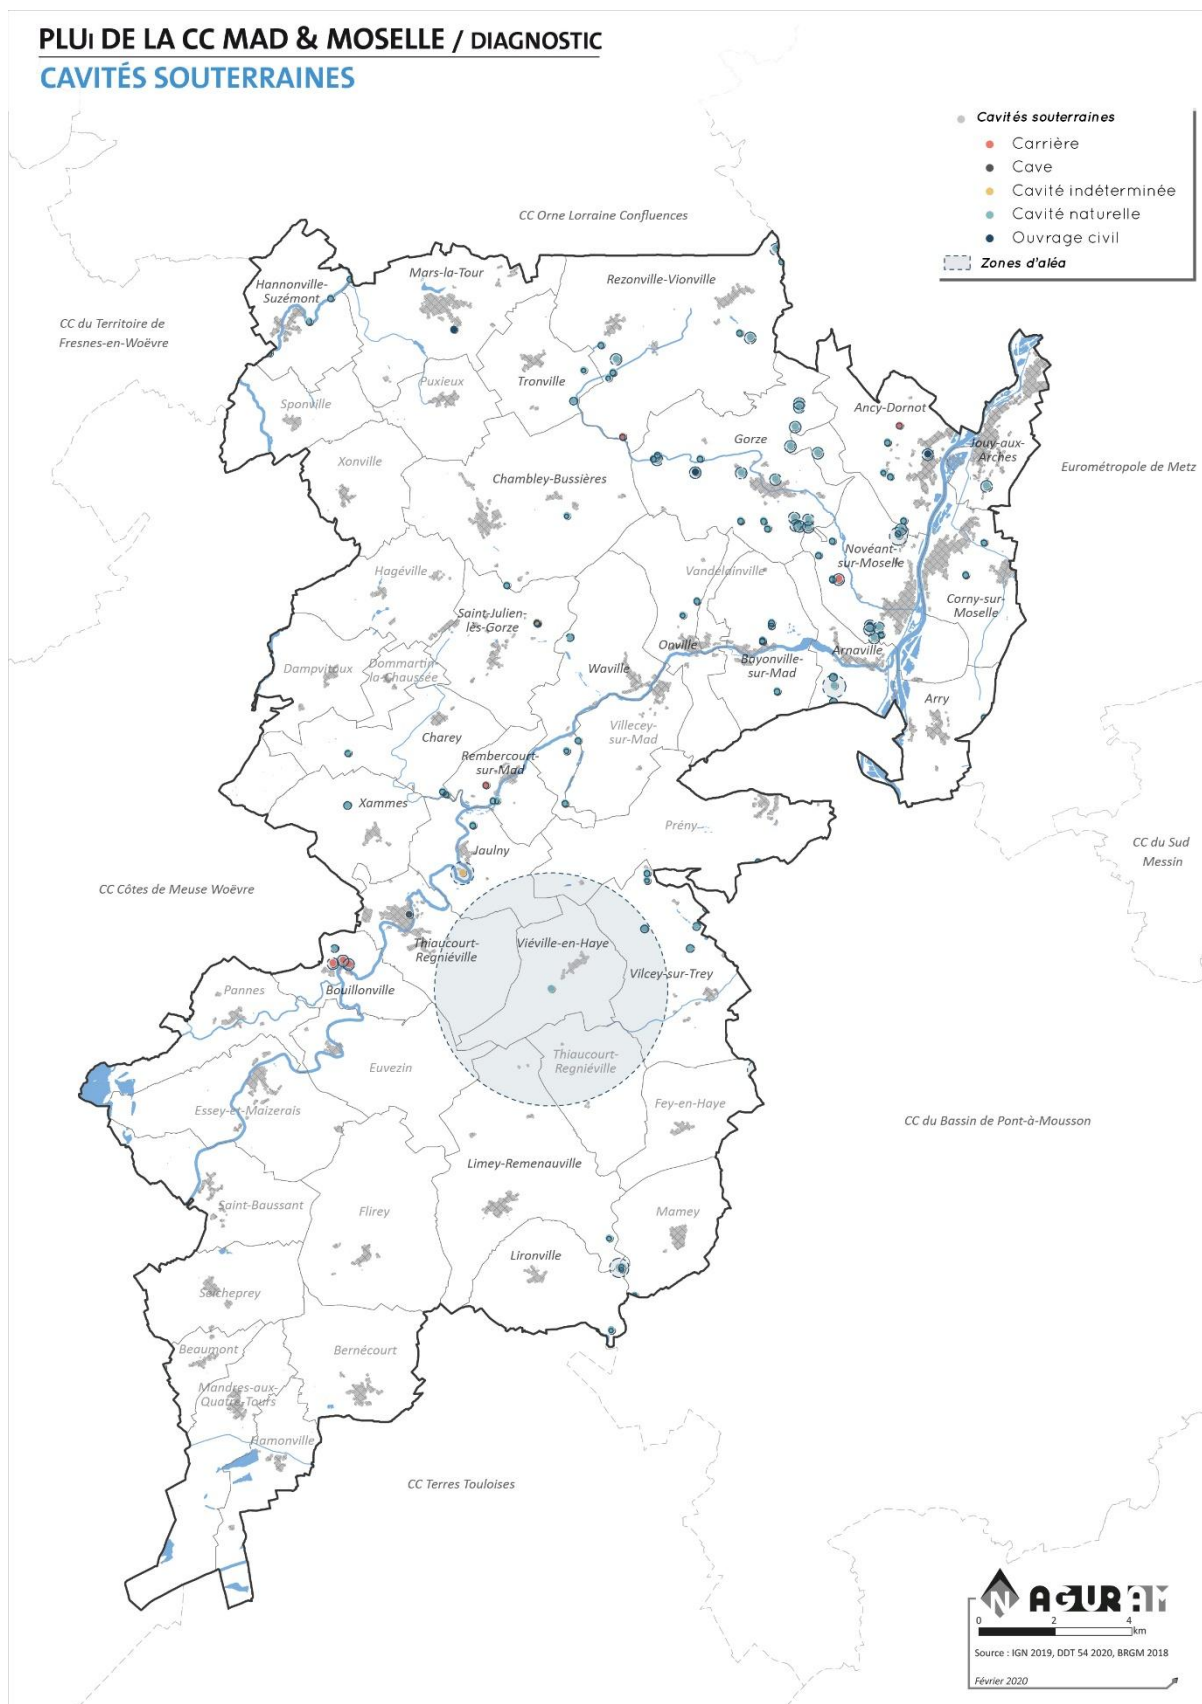 PLUi DE LA CC MAD & MOSELLE / DIAGNOSTIC
CAVITÉS SOUTERRAINES
Cavités souterraines
Carrière
Cave
Cavité indéterminée
Cavité naturelle
Ouvrage civil
Zones d'aléa
CC Orne Lorraine Confluences
Hannonville-
Suzémont
Mars-la-Tour
Rezonville-Vionville
CC du Territoire de
Fresnes-en-Woëvre
Puxieux
Tronville
Sponville
Ancy-Dornot
Gorze
Jouy-aux-
Arches
Xonville
Chambley-Bussières
Eurométropole de Metz
Hagéville
Vandelainville
Novéant-
sur-Moselle
Saint-Julien-
lès-Gorze
Corny-sur-
Moselle
Dampvitoux
Dommartin-
la-Chaussée
Waville
Onville
Bayonville-
sur-Mad
Arnaville
Arry
Charey
Villecey-
sur-Mad
Rembercourt-
sur-Mad
Xammes
Prény
Jaulny
CC du Sud
Messin
CC Côtes de Meuse Woëvre
Thiaucourt-
Regniéville
Viéville-en-Haye
Vilcey-sur-Trey
Pannes
Bouillonville
Euvezin
Thiaucourt-
Regniéville
Essey-et-Maizerais
Fey-en-Haye
CC du Bassin de Pont-à-Mousson
Limey-Remenauville
Saint-Baussant
Flirey
Mamey
Lironville
Seicheprey
Beaumont
Bernécourt
Mandres-aux-
Quatre-Tours
Hamonville
CC Terres Touloises
N AGURAM
0 2 4
km
Source : IGN 2019, DDT 54 2020, BRGM 2018
Février 2020